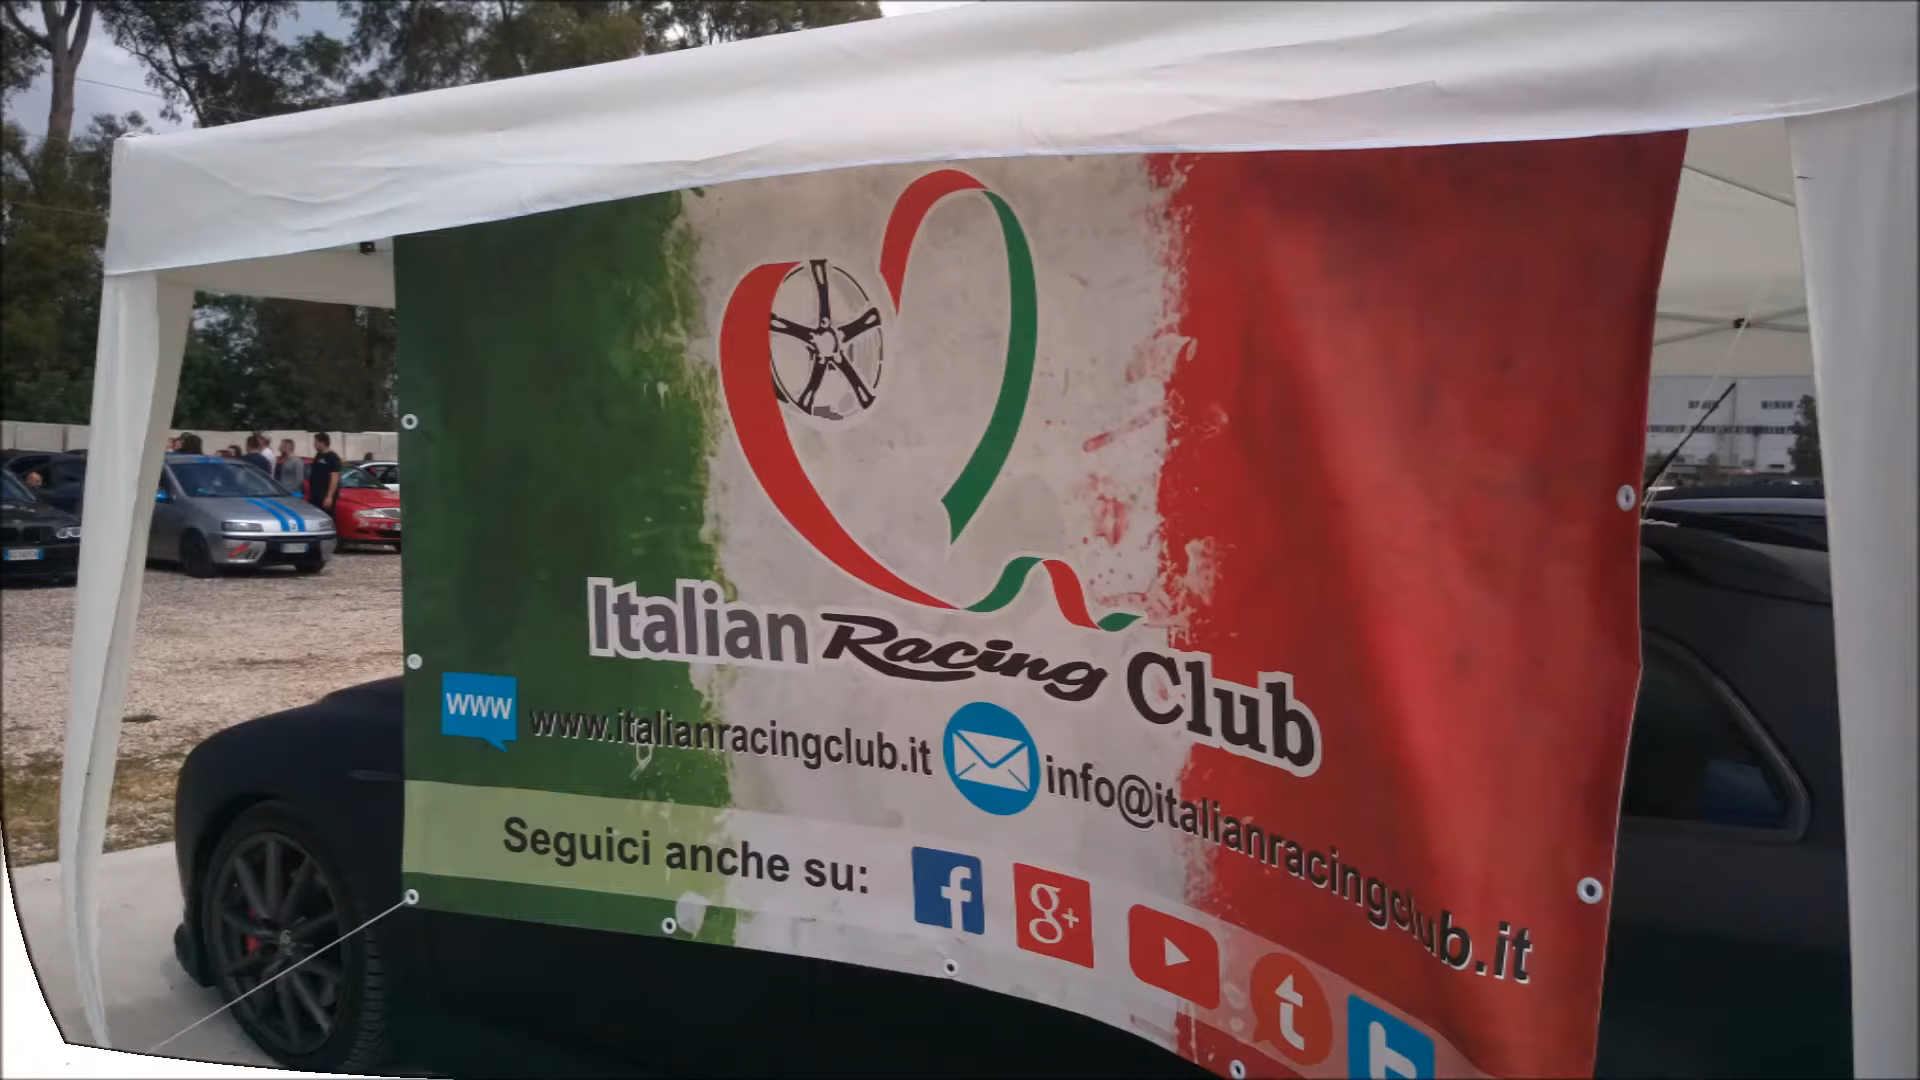 Italian Racing Club
www
www.italianracingclub.it
info@italianracingclub.it
Seguici anche su:
f
g+
t
t